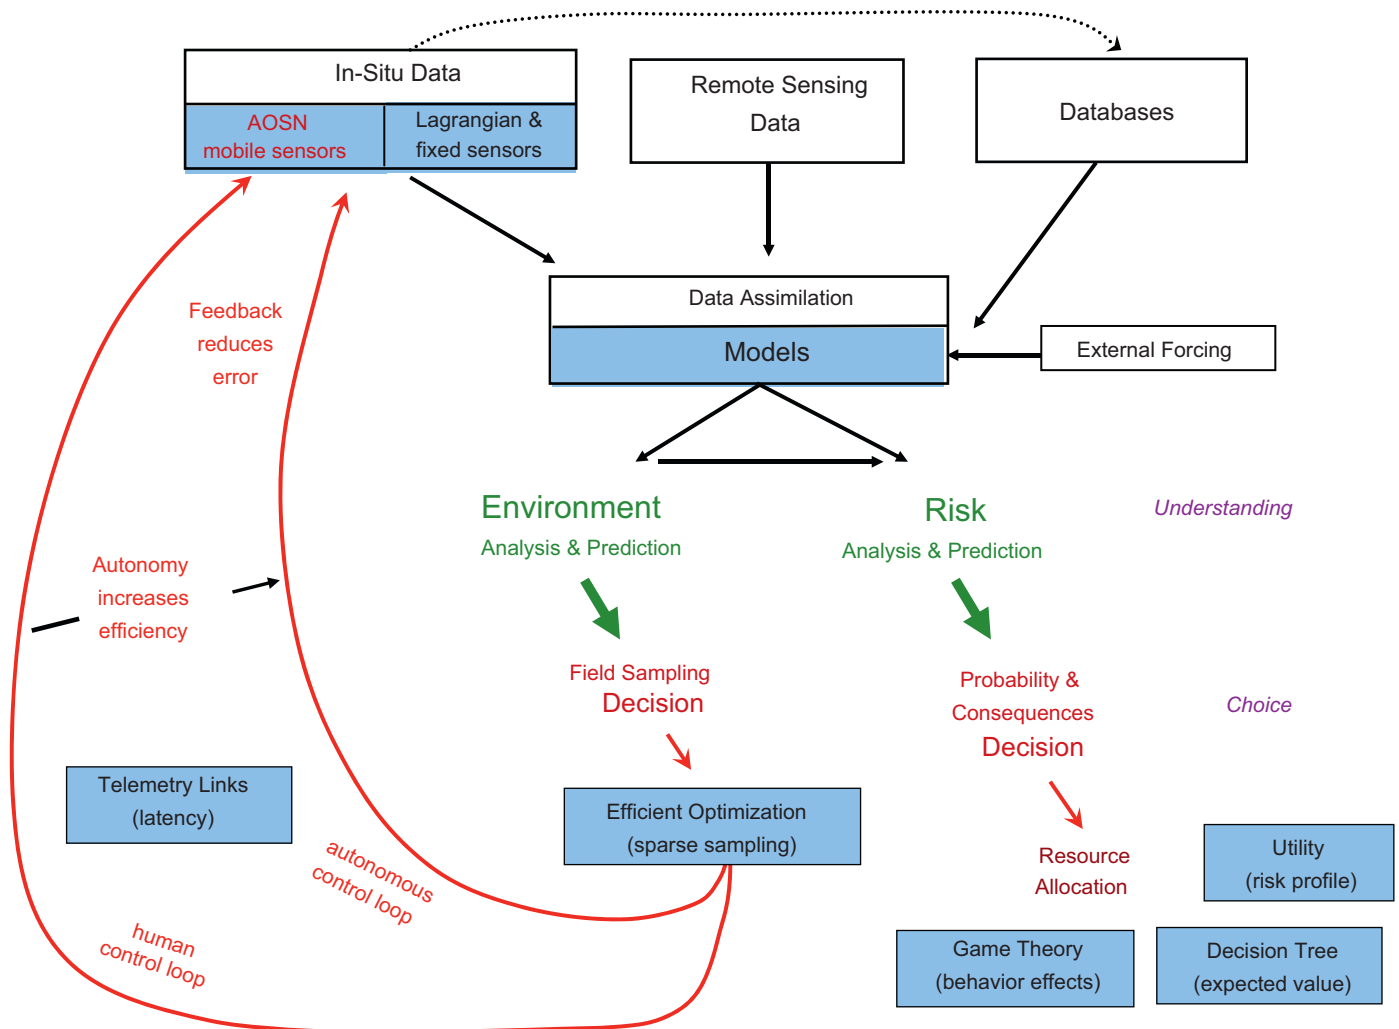 In-Situ Data
AOSN
mobile sensors
Lagrangian &
fixed sensors
Remote Sensing
Data
Databases
Data Assimilation
Models
External Forcing
Feedback
reduces
error
Environment
Analysis & Prediction
Risk
Analysis & Prediction
Understanding
Autonomy
increases
efficiency
Field Sampling
Decision
Probability &
Consequences
Decision
Choice
Telemetry Links
(latency)
Efficient Optimization
(sparse sampling)
autonomous
control loop
human
control loop
Resource
Allocation
Utility
(risk profile)
Game Theory
(behavior effects)
Decision Tree
(expected value)